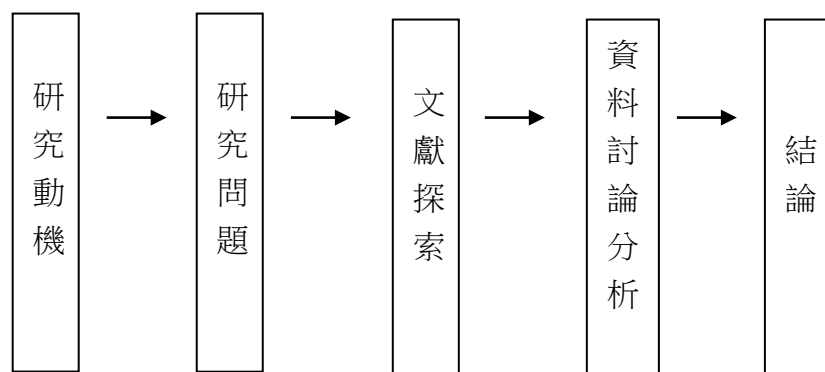 研究動機
研究問題
文獻探索
資料討論分析
結論